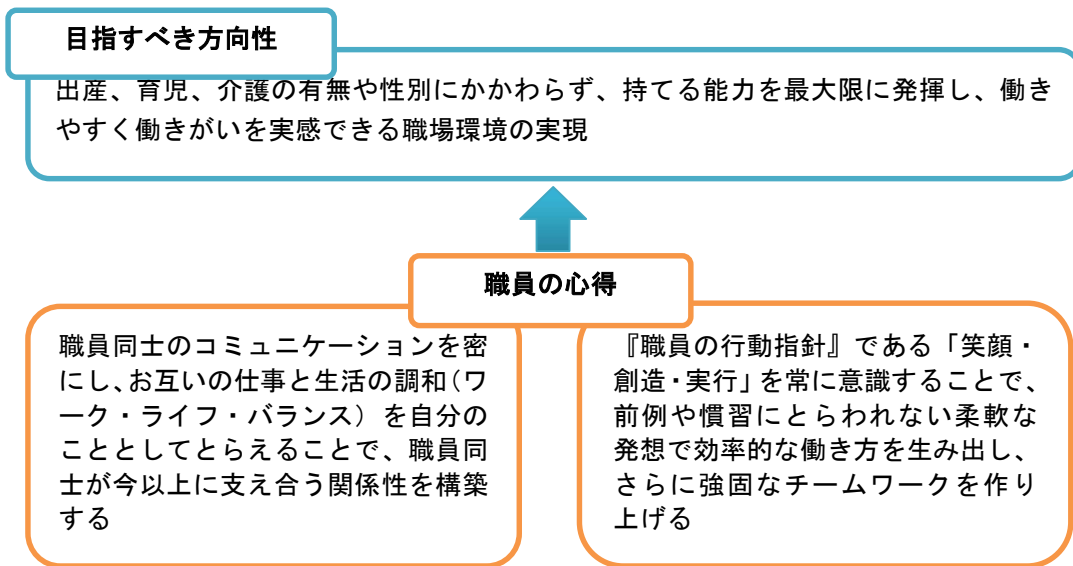 目指すべき方向性
出産、育児、介護の有無や性別にかかわらず、持てる能力を最大限に発揮し、働き
やすく働きがいを実感できる職場環境の実現
職員の心得
職員同士のコミュニケーションを密
にし、お互いの仕事と生活の調和(ワ
ーク・ライフ・バランス)を自分の
こととしてとらえることで、職員同
士が今以上に支え合う関係性を構築
する
『職員の行動指針』である「笑顔・
創造・実行」を常に意識することで、
前例や慣習にとらわれない柔軟な
発想で効率的な働き方を生み出し、
さらに強固なチームワークを作り
上げる